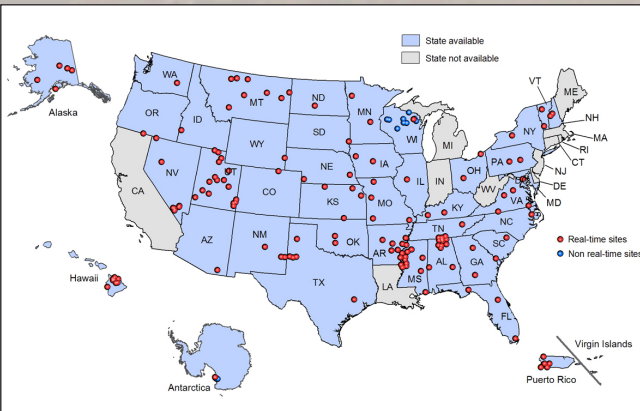 State available
State not available
Alaska
WA
OR
ID
MT
ND
MN
WI
MI
VT
ME
NH
MA
RI
CT
NY
NJ
DE
MD
PA
OH
WV
VA
SD
WY
NE
IA
IL
IN
KY
NV
UT
CO
KS
MO
CA
AZ
NM
OK
AR
TN
NC
SC
GA
AL
MS
LA
TX
FL
Real-time sites
Non real-time sites
Hawaii
Antarctica
Virgin Islands
Puerto Rico